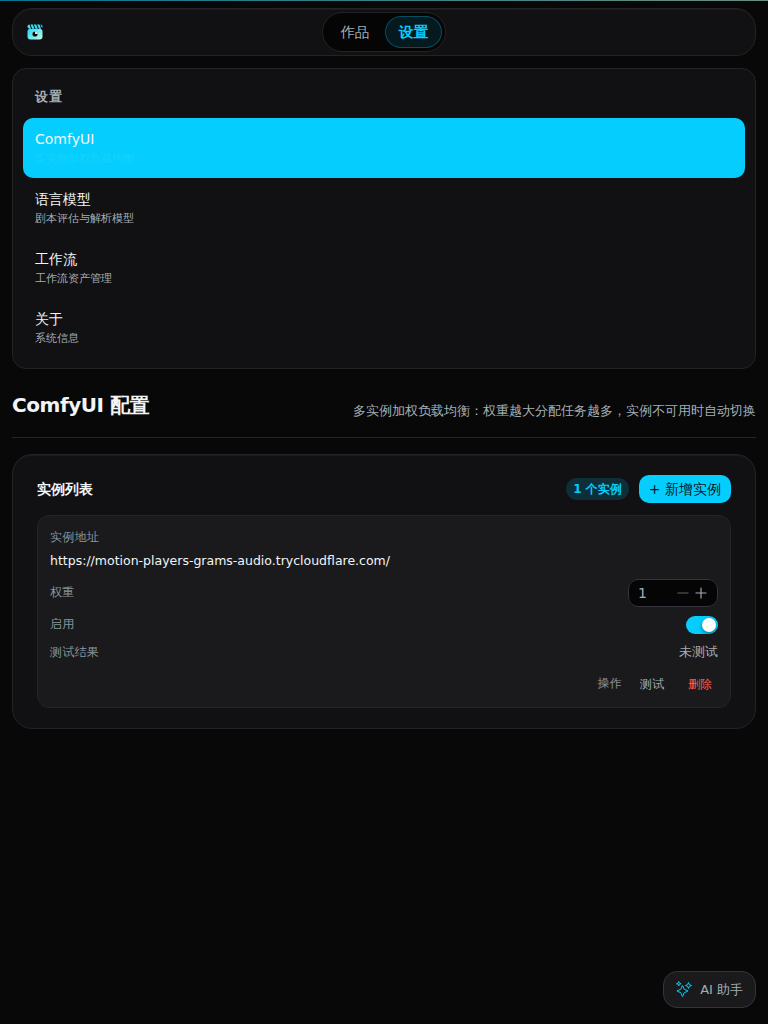 作品 设置
设置
ComfyUI
语言模型
剧本评估与解析模型
工作流
工作流资产管理
关于
系统信息
ComfyUI 配置
多实例加权负载均衡：权重越大分配任务越多，实例不可用时自动切换
实例列表
1 个实例
+ 新增实例
实例地址
https://motion-players-grams-audio.trycloudflare.com/
权重
1
启用
测试结果
未测试
操作 测试 删除
AI 助手